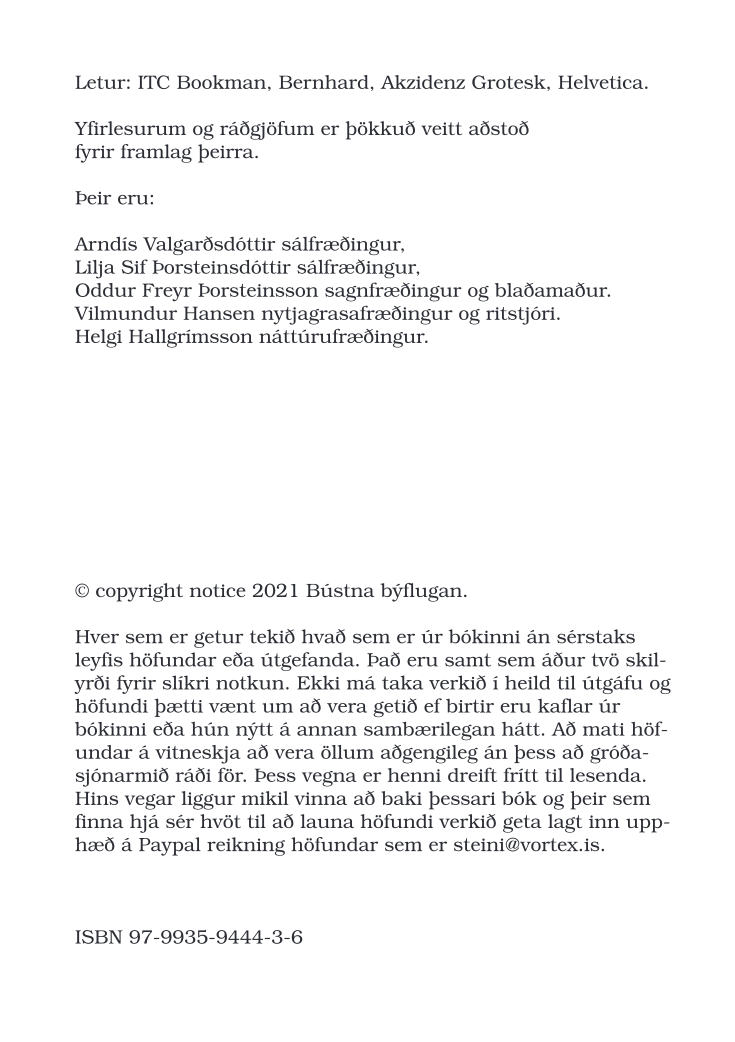 Letur: ITC Bookman, Bernhard, Akzidenz Grotesk, Helvetica.
Yfirlesurum og ráðgjöfum er þökkuð veitt aðstoð
fyrir framlag þeirra.
Þeir eru:
Arndís Valgarðsdóttir sálfræðingur,
Lilja Sif Þorsteinsdóttir sálfræðingur,
Oddur Freyr Þorsteinsson sagnfræðingur og blaðamaður.
Vilmundur Hansen nytjagrasafræðingur og ritstjóri.
Helgi Hallgrímsson náttúrufræðingur.
© copyright notice 2021 Bústna býflugan.
Hver sem er getur tekið hvað sem er úr bókinni án sérstaks
leyfis höfundar eða útgefanda. Það eru samt sem áður tvö skil-
yrði fyrir slíkri notkun. Ekki má taka verkið í heild til útgáfu og
höfundi þætti vænt um að vera getið ef birtir eru kaflar úr
bókinni eða hún nýtt á annan sambærilegan hátt. Að mati höf-
undar á vitneskja að vera öllum aðgengileg án þess að gróða-
sjónarmið ráði för. Þess vegna er henni dreift frítt til lesenda.
Hins vegar liggur mikil vinna að baki þessari bók og þeir sem
finna hjá sér hvöt til að launa höfundi verkið geta lagt inn upp-
hæð á Paypal reikning höfundar sem er steini@vortex.is.
ISBN 97-9935-9444-3-6